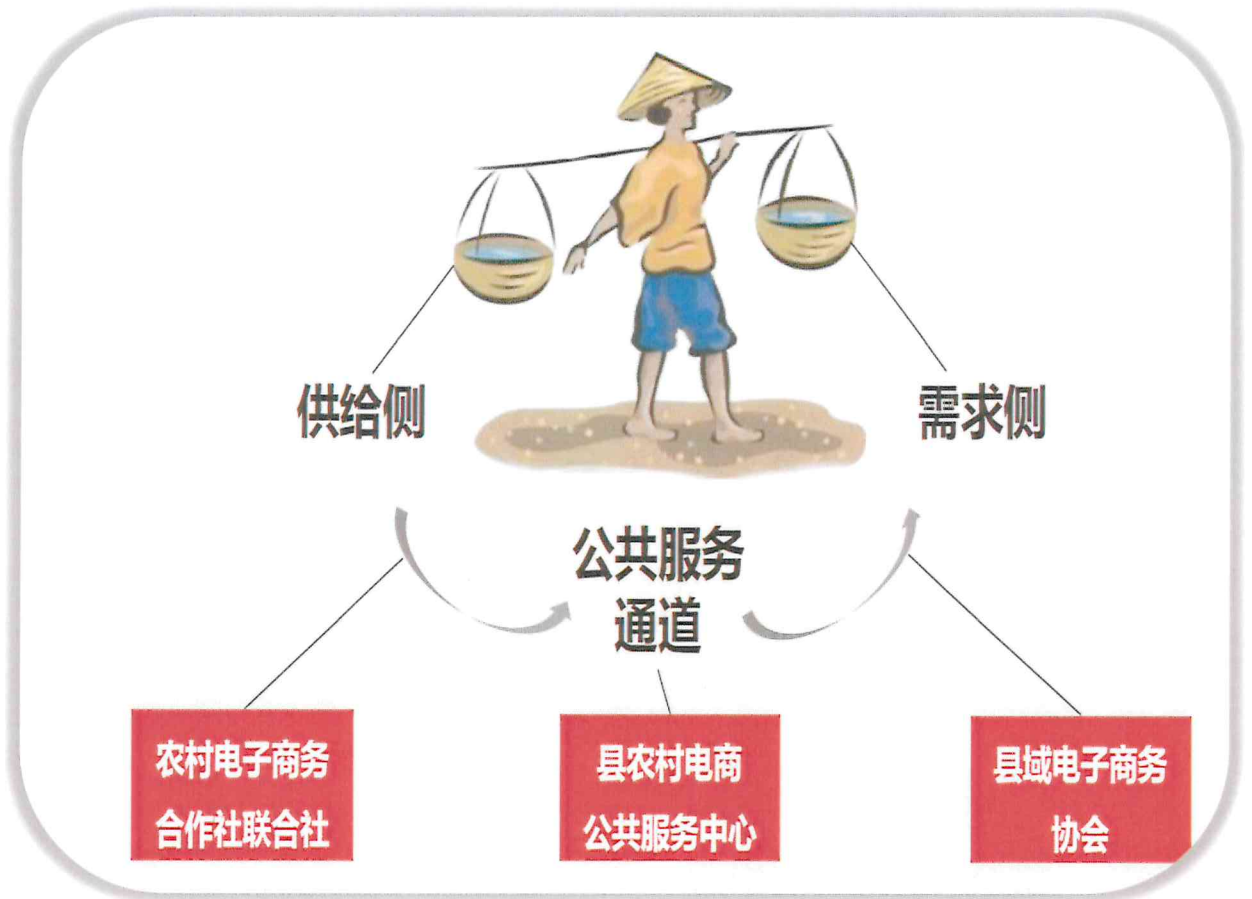 供给侧
需求侧
公共服务
通道
农村电子商务
合作社联合社
县农村电商
公共服务中心
县域电子商务
协会